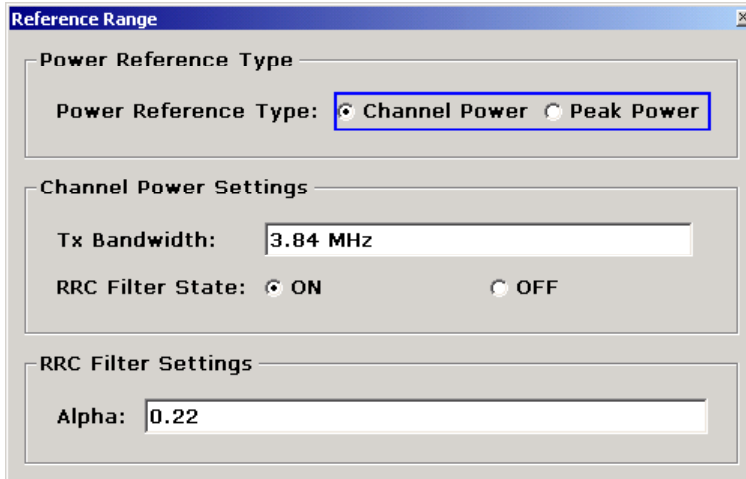 Reference Range
Power Reference Type
Power Reference Type: Channel Power Peak Power
Channel Power Settings
Tx Bandwidth: 3.84 MHz
RRC Filter State: ON OFF
RRC Filter Settings
Alpha: 0.22